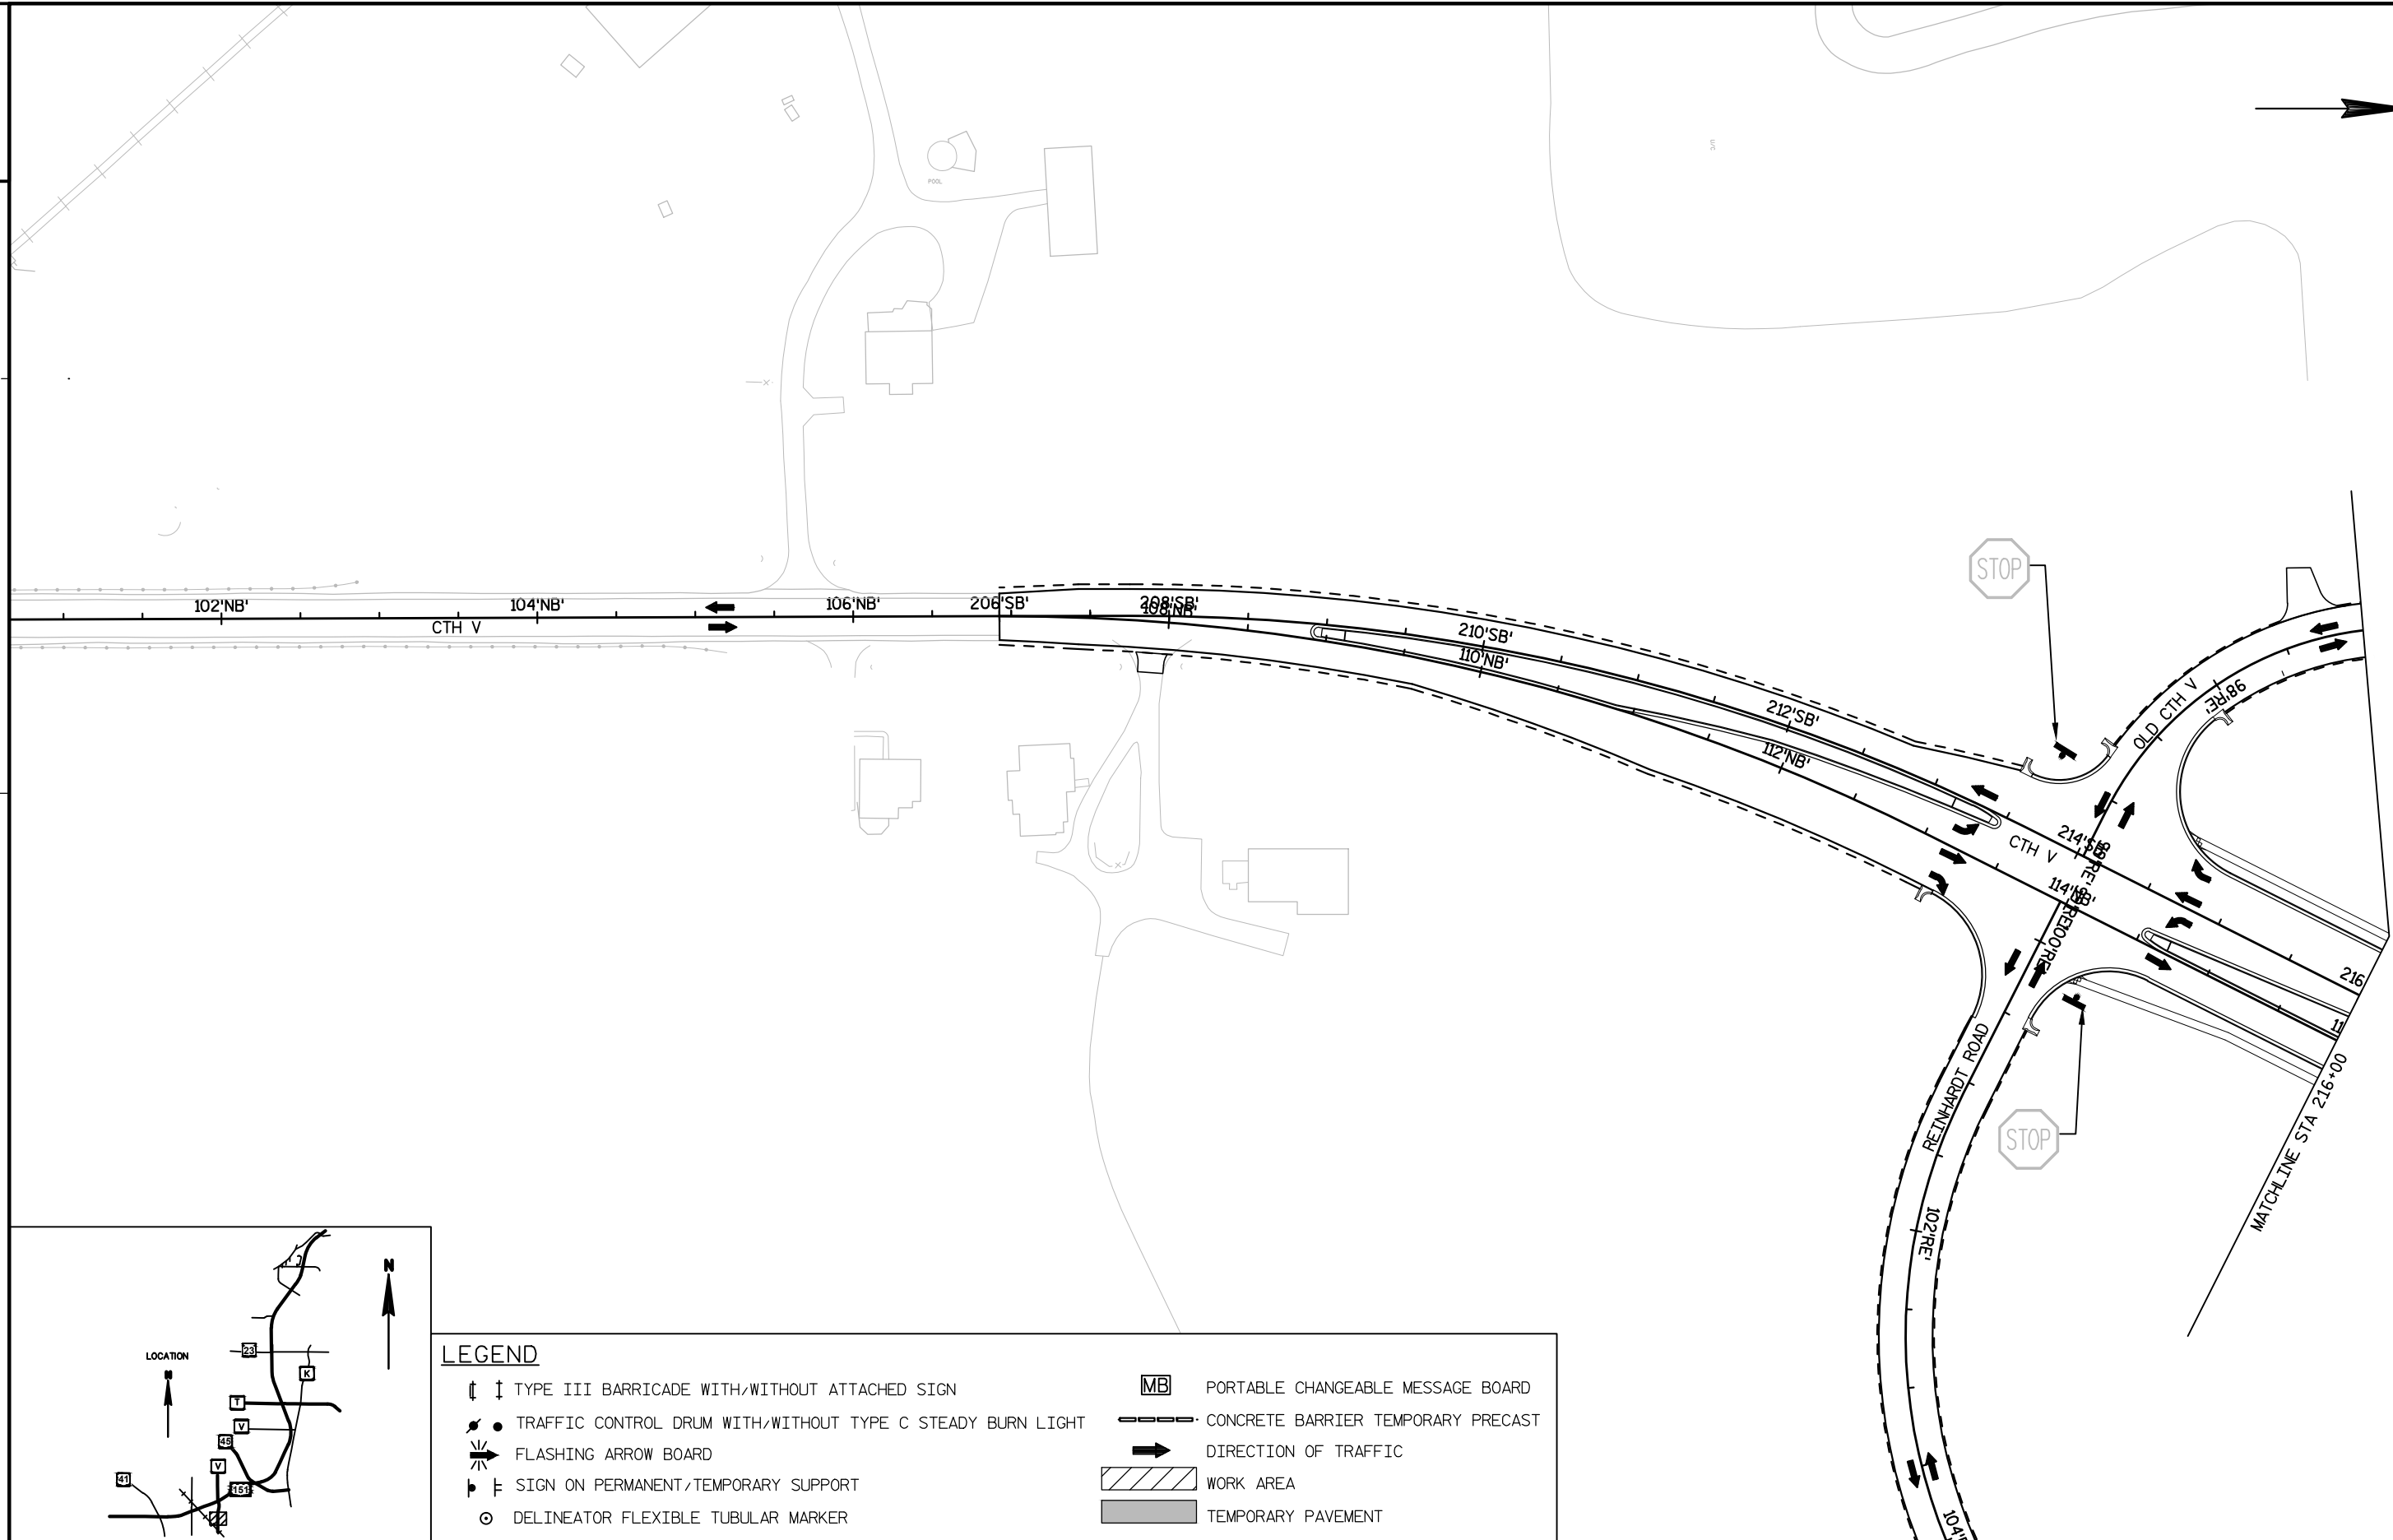 POOL
STOP
102'NB'
104'NB'
106'NB'
206'SB'
208'SB'
108'NB'
CTH V
210'SB'
110'NB'
212'SB'
112'NB'
OLD CTH V
98'RE'
CTH V
214'SB'
114'NB'
100'RE'
216
11
REINHARDT ROAD
STOP
MATCHLINE STA 216+00
102'RE'
N
LOCATION
N
23
K
T
V
45
V
41
151
LEGEND
TYPE III BARRICADE WITH/WITHOUT ATTACHED SIGN
TRAFFIC CONTROL DRUM WITH/WITHOUT TYPE C STEADY BURN LIGHT
FLASHING ARROW BOARD
SIGN ON PERMANENT/TEMPORARY SUPPORT
DELINEATOR FLEXIBLE TUBULAR MARKER
MB PORTABLE CHANGEABLE MESSAGE BOARD
CONCRETE BARRIER TEMPORARY PRECAST
DIRECTION OF TRAFFIC
WORK AREA
TEMPORARY PAVEMENT